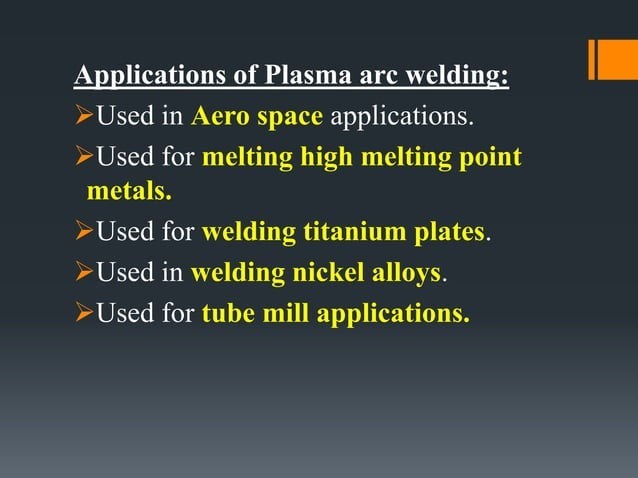 Applications of Plasma arc welding:
➢Used in Aero space applications.
➢Used for melting high melting point
metals.
➢Used for welding titanium plates.
➢Used in welding nickel alloys.
➢Used for tube mill applications.